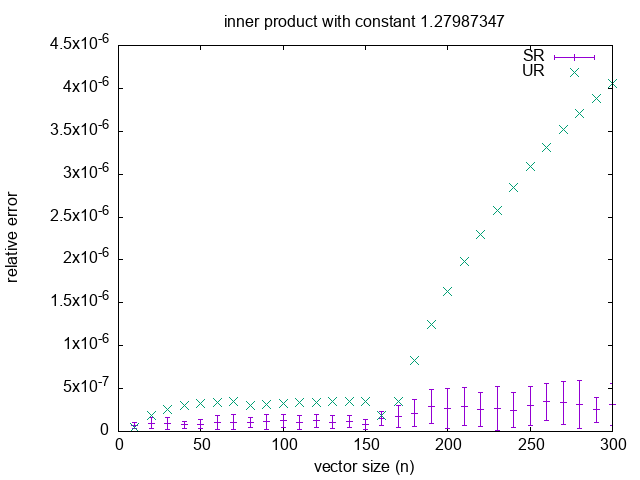 inner product with constant 1.27987347
SR
UR
4.5x10-6
4x10-6
3.5x10-6
3x10-6
2.5x10-6
2x10-6
1.5x10-6
1x10-6
5x10-7
0
relative error
0 50 100 150 200 250 300
vector size (n)